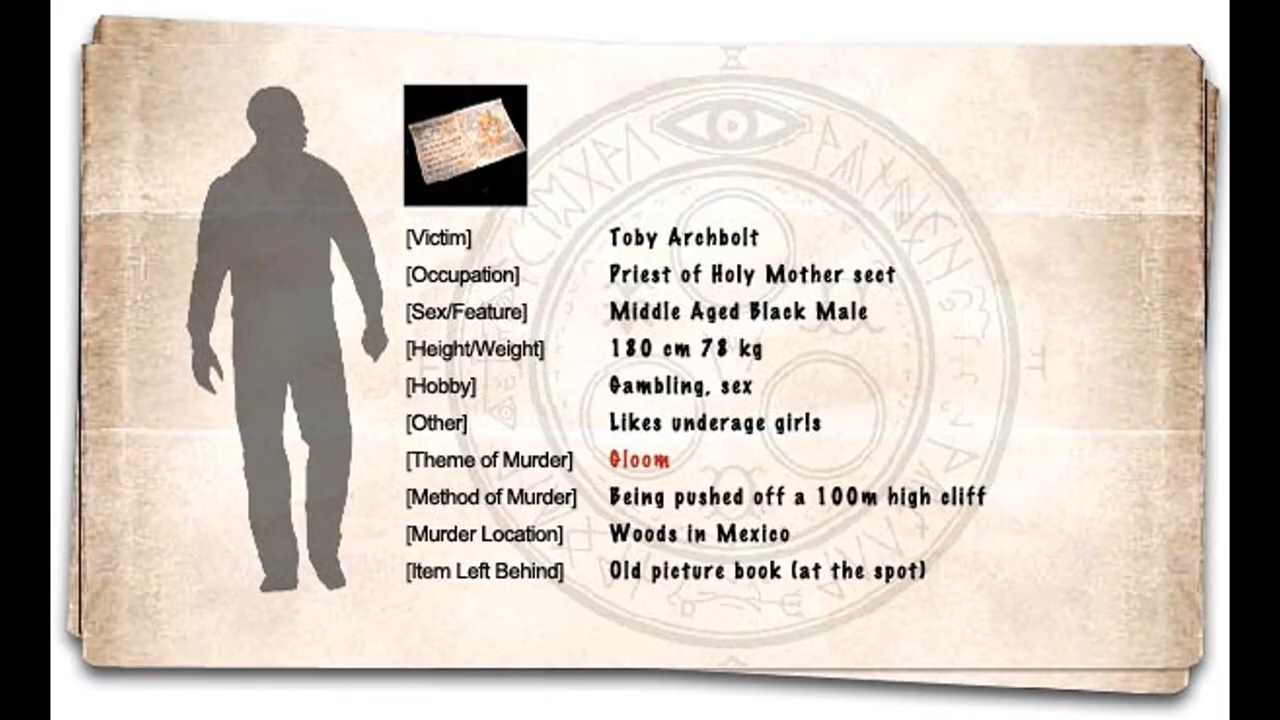 [Victim] Toby Archbolt
[Occupation] Priest of Holy Mother sect
[Sex/Feature] Middle Aged Black Male
[Height/Weight] 180 cm 78 kg
[Hobby] Gambling, sex
[Other] Likes underage girls
[Theme of Murder] Gloom
[Method of Murder] Being pushed off a 100m high cliff
[Murder Location] Woods in Mexico
[Item Left Behind] Old picture book (at the spot)